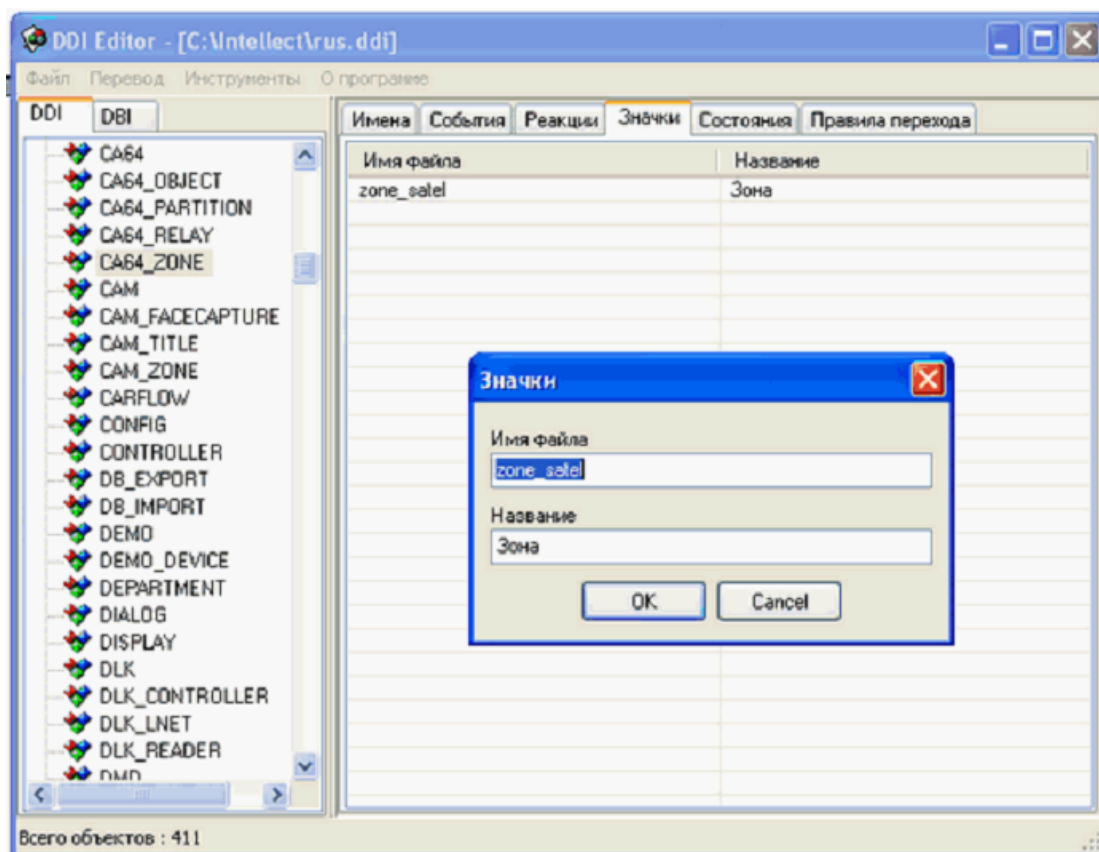 DDI Editor - [C:\Intellect\rus.ddi]
Файл Перевод Инструменты О програме
DDI DBI
Имена События Реакции Значки Состояния Правила перехода
CA64
CA64_OBJECT
CA64_PARTITION
CA64_RELAY
CA64_ZONE
CAM
CAM_FACECAPTURE
CAM_TITLE
CAM_ZONE
CARFLOW
CONFIG
CONTROLLER
DB_EXPORT
DB_IMPORT
DEMO
DEMO_DEVICE
DEPARTMENT
DIALOG
DISPLAY
DLK
DLK_CONTROLLER
DLK_LNET
DLK_READER
DMD
Имя файла Название
zone_satel Зона
Значки
Имя файла
zone_satel
Название
Зона
OK Cancel
Всего объектов : 411